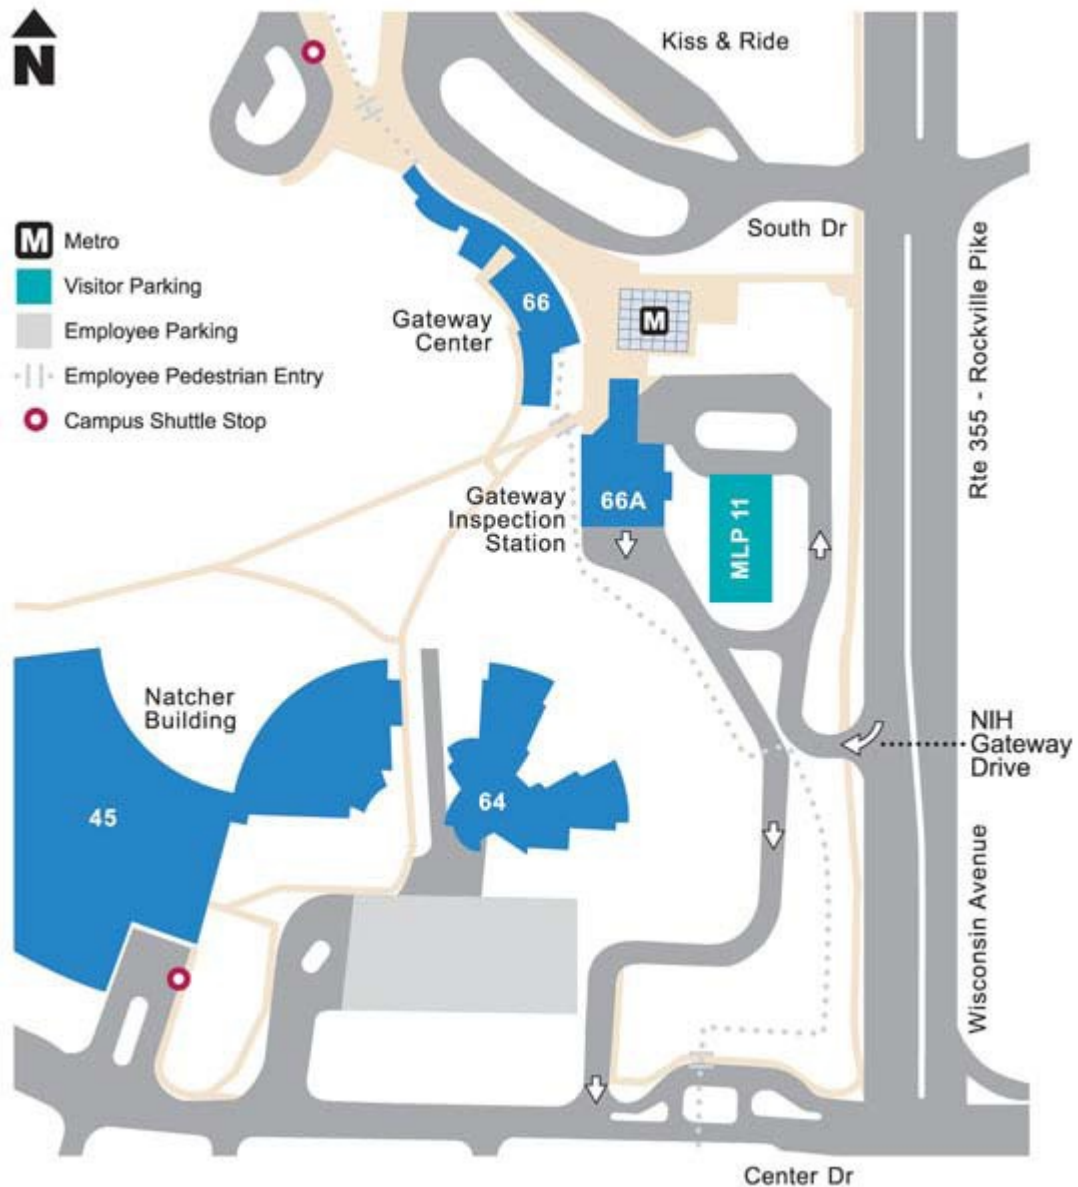 N
Kiss & Ride
South Dr
M Metro
Visitor Parking
Employee Parking
Employee Pedestrian Entry
Campus Shuttle Stop
66
Gateway
Center
M
Rte 355 - Rockville Pike
66A
Gateway
Inspection
Station
MLP 11
Natcher
Building
NIH
Gateway
Drive
45
64
Wisconsin Avenue
Center Dr